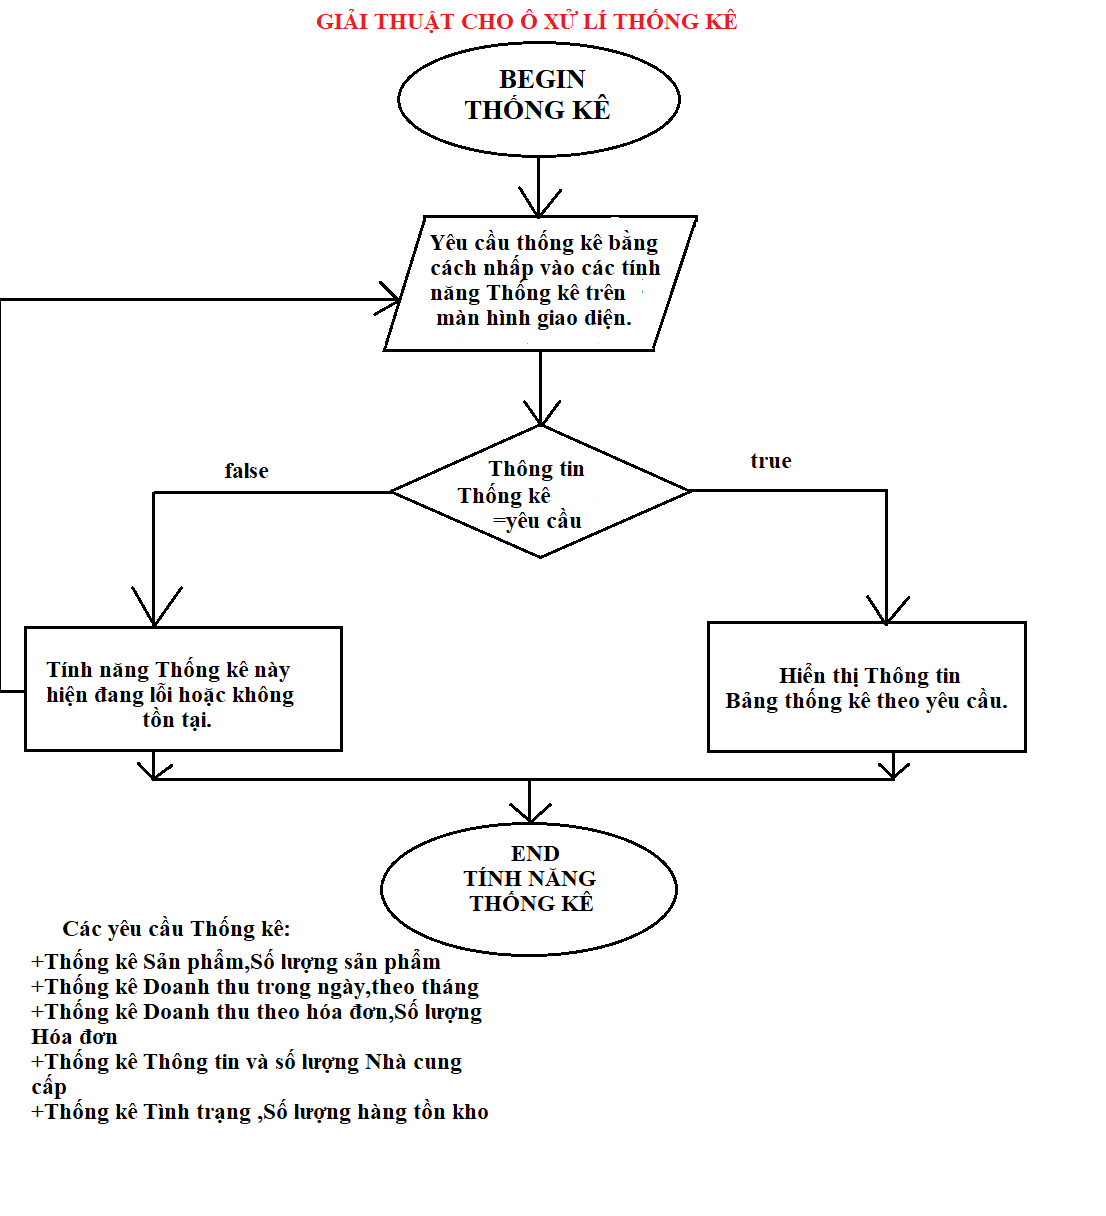 GIẢI THUẬT CHO Ô XỬ LÍ THỐNG KÊ
BEGIN
THỐNG KÊ
Yêu cầu thống kê bằng
cách nhấp vào các tính
năng Thống kê trên
màn hình giao diện.
false
true
Thông tin
Thống kê
=yêu cầu
Tính năng Thống kê này
hiện đang lỗi hoặc không
tồn tại.
Hiển thị Thông tin
Bảng thống kê theo yêu cầu.
END
TÍNH NĂNG
THỐNG KÊ
Các yêu cầu Thống kê:
+Thống kê Sản phẩm,Số lượng sản phẩm
+Thống kê Doanh thu trong ngày,theo tháng
+Thống kê Doanh thu theo hóa đơn,Số lượng
Hóa đơn
+Thống kê Thông tin và số lượng Nhà cung
cấp
+Thống kê Tình trạng ,Số lượng hàng tồn kho